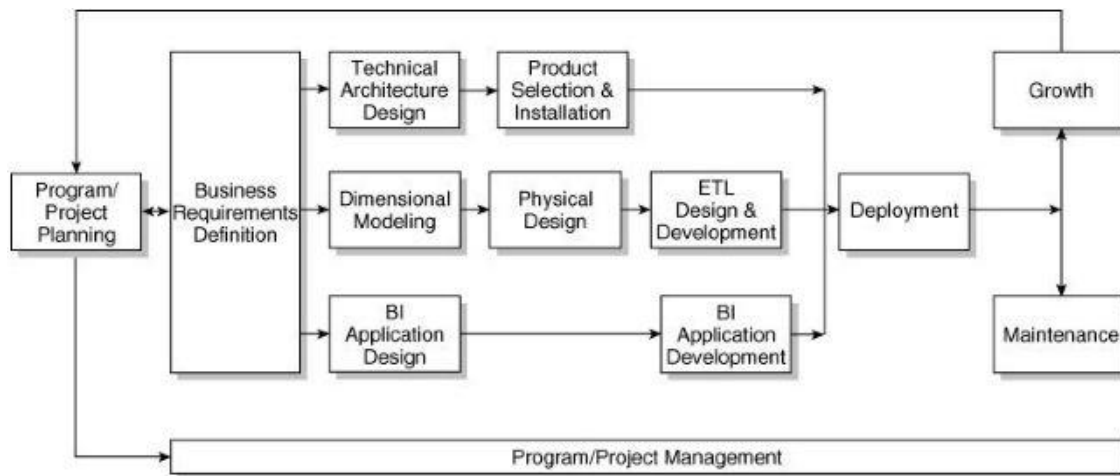 Technical
Architecture
Design
Product
Selection &
Installation
Growth
Program/
Project
Planning
Business
Requirements
Definition
Dimensional
Modeling
Physical
Design
ETL
Design &
Development
Deployment
BI
Application
Design
BI
Application
Development
Maintenance
Program/Project Management